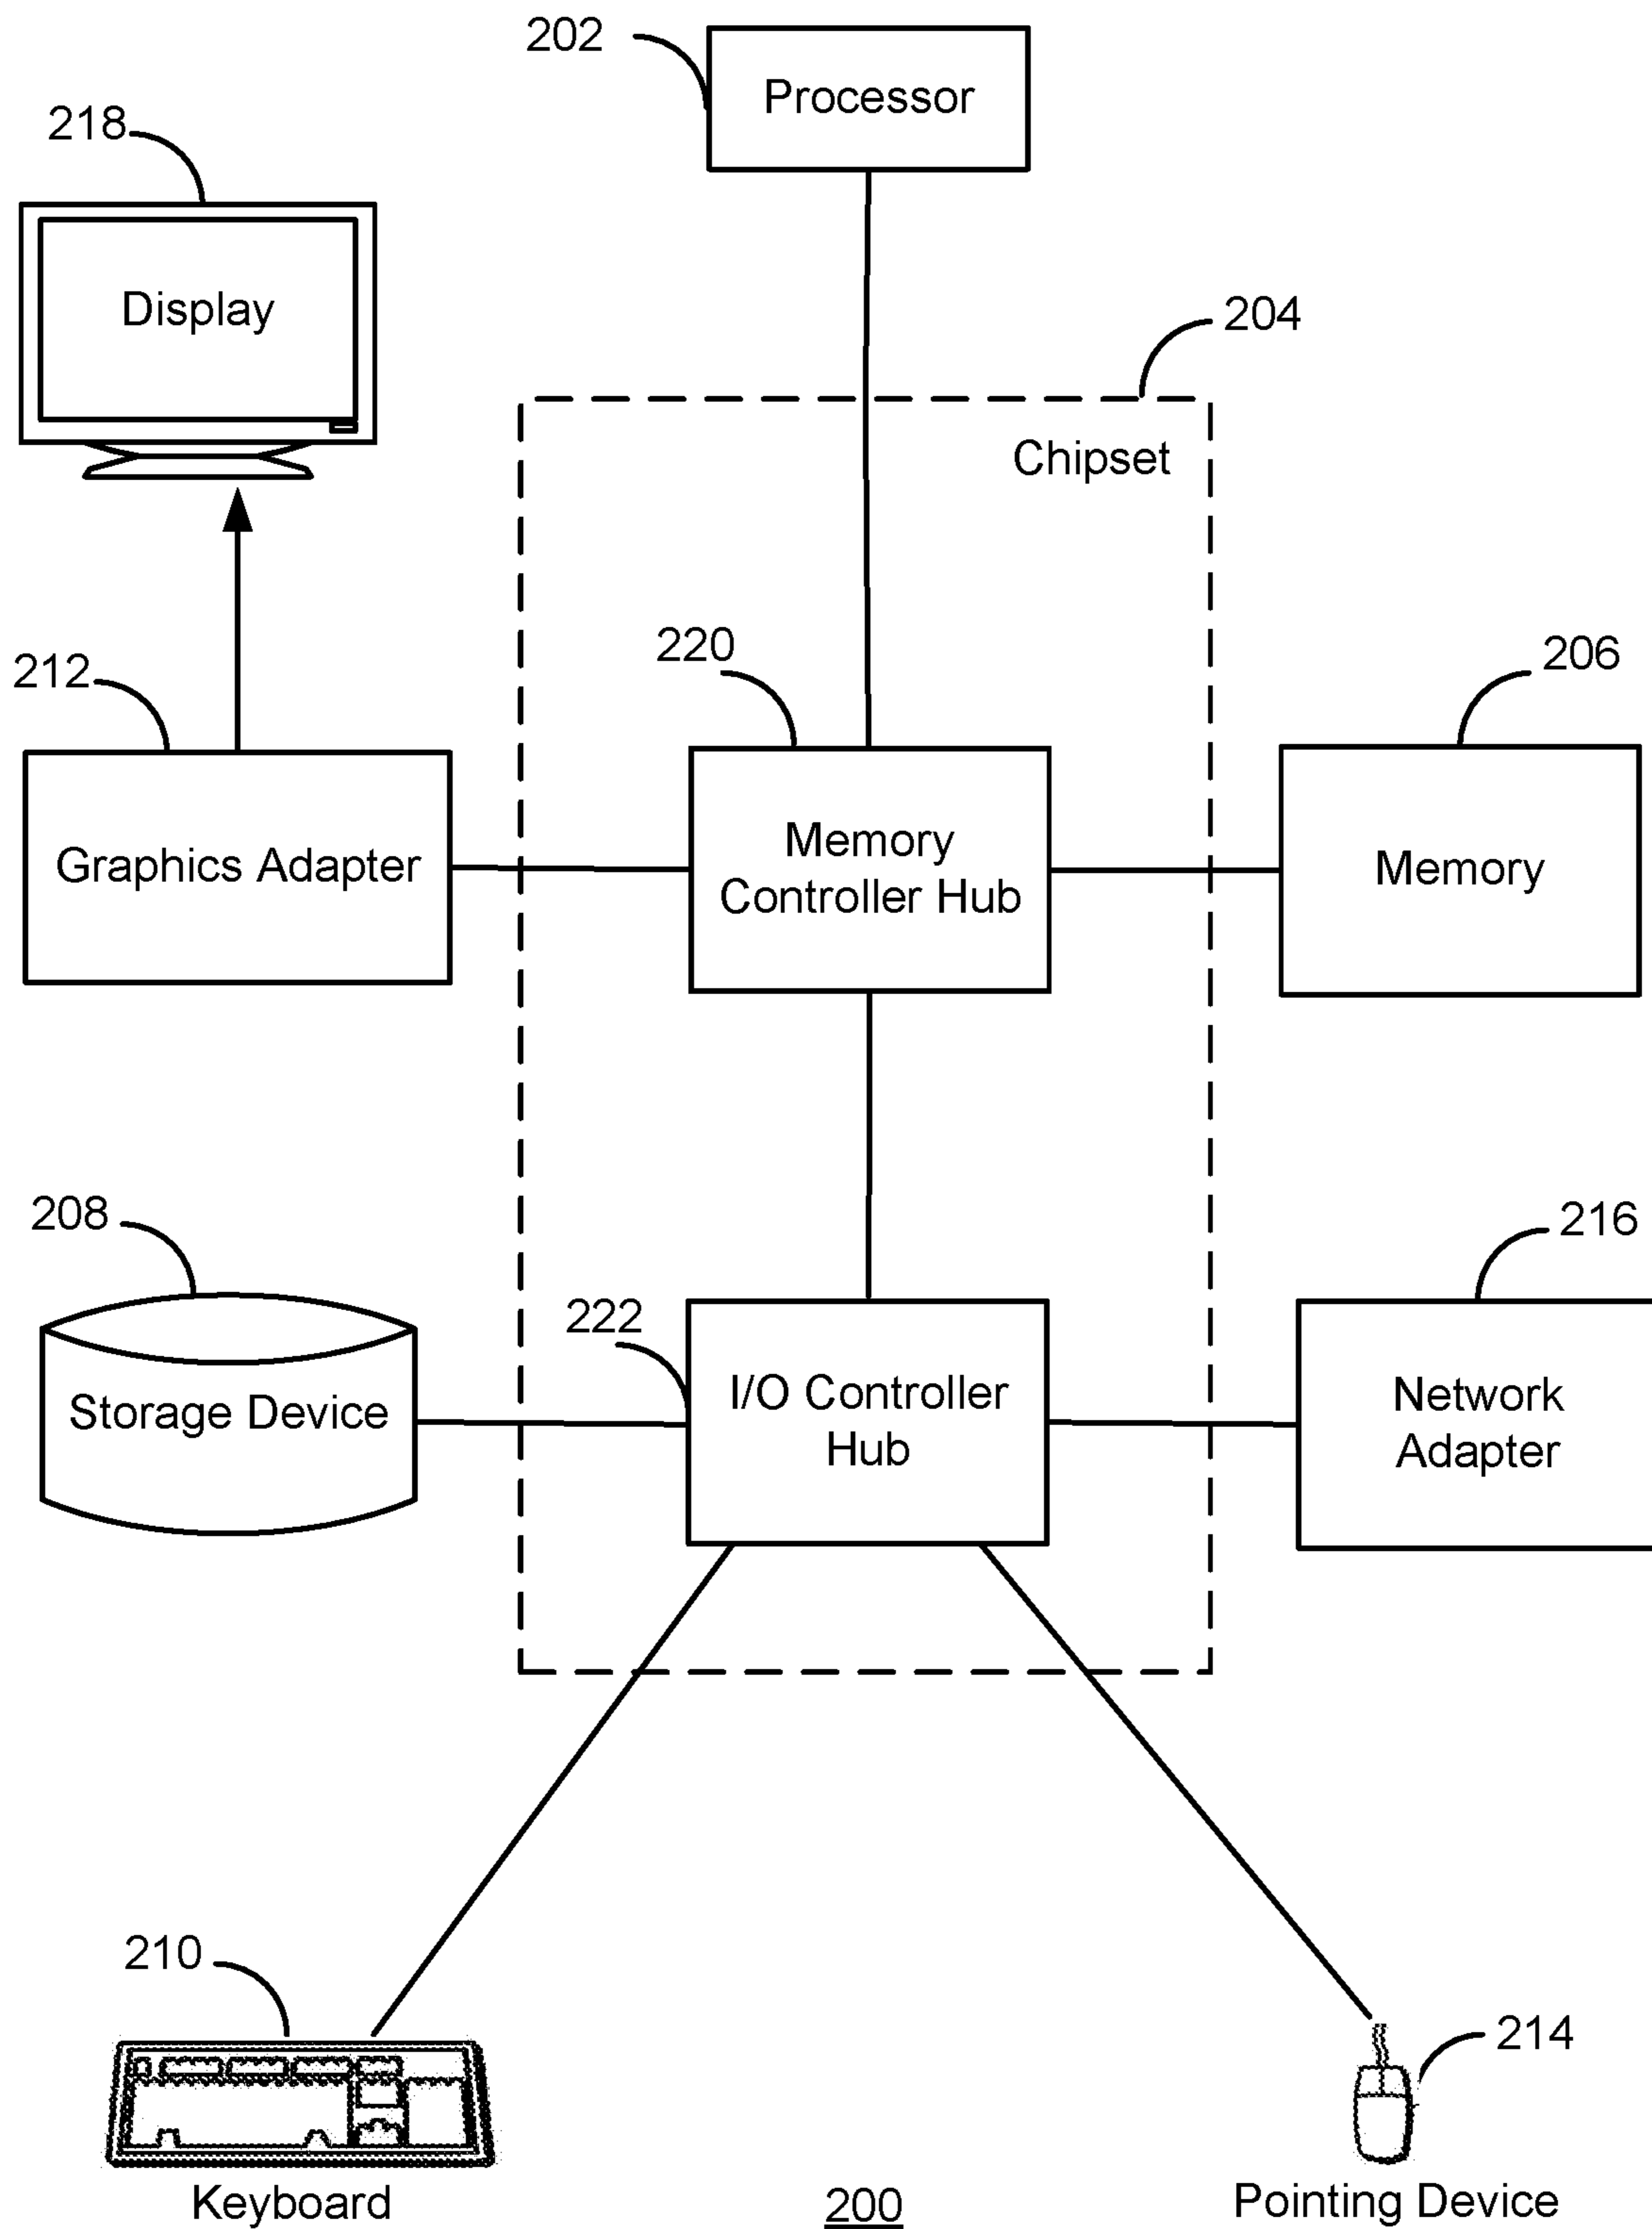 202
Processor
218
Display
204
Chipset
220
206
212
Memory
Controller Hub
Graphics Adapter
Memory
208
216
222
I/O Controller
Hub
Storage Device
Network
Adapter
210
214
Keyboard
200
Pointing Device